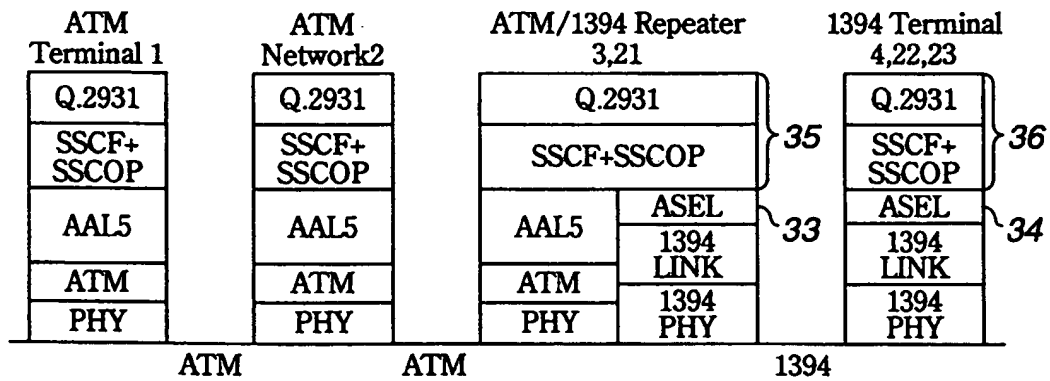 ATM
Terminal 1
ATM
Network2
ATM/1394 Repeater
3,21
1394 Terminal
4,22,23
Q.2931
SSCF+
SSCOP
AAL5
ATM
PHY
Q.2931
SSCF+
SSCOP
AAL5
ATM
PHY
Q.2931
SSCF+SSCOP
35
AAL5
ATM
PHY
ASEL
33
1394
LINK
1394
PHY
Q.2931
SSCF+
SSCOP
36
ASEL
34
1394
LINK
1394
PHY
ATM
ATM
1394